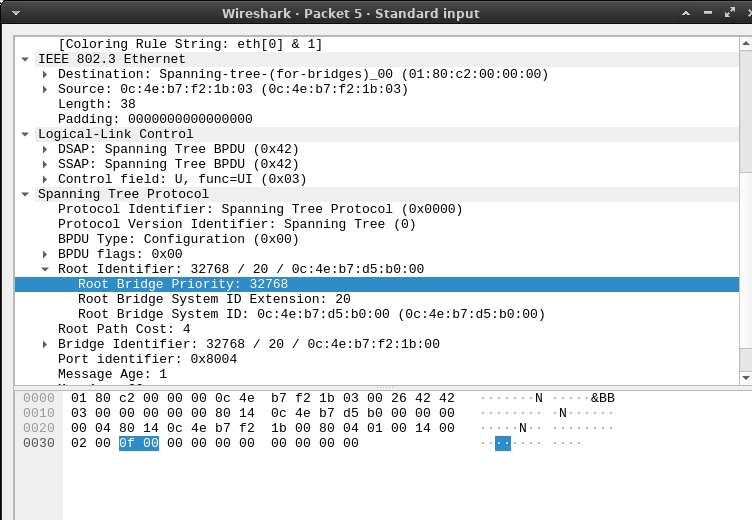 Wireshark · Packet 5 · Standard input
[Coloring Rule String: eth[0] & 1]
IEEE 802.3 Ethernet
Destination: Spanning-tree-(for-bridges)_00 (01:80:c2:00:00:00)
Source: 0c:4e:b7:f2:1b:03 (0c:4e:b7:f2:1b:03)
Length: 38
Padding: 0000000000000000
Logical-Link Control
DSAP: Spanning Tree BPDU (0x42)
SSAP: Spanning Tree BPDU (0x42)
Control field: U, func=UI (0x03)
Spanning Tree Protocol
Protocol Identifier: Spanning Tree Protocol (0x0000)
Protocol Version Identifier: Spanning Tree (0)
BPDU Type: Configuration (0x00)
BPDU flags: 0x00
Root Identifier: 32768 / 20 / 0c:4e:b7:d5:b0:00
Root Bridge Priority: 32768
Root Bridge System ID Extension: 20
Root Bridge System ID: 0c:4e:b7:d5:b0:00 (0c:4e:b7:d5:b0:00)
Root Path Cost: 4
Bridge Identifier: 32768 / 20 / 0c:4e:b7:f2:1b:00
Port identifier: 0x8004
Message Age: 1
0000 01 80 c2 00 00 00 0c 4e b7 f2 1b 03 00 26 42 42 ·······N ·····&BB
0010 03 00 00 00 00 00 80 14 0c 4e b7 d5 b0 00 00 00 ········ ·N······
0020 00 04 80 14 0c 4e b7 f2 1b 00 80 04 01 00 14 00 ·····N·· ········
0030 02 00 0f 00 00 00 00 00 00 00 00 00 ········ ····